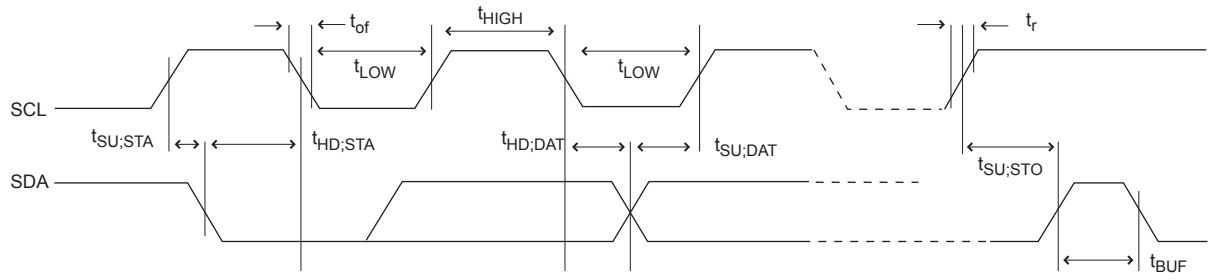 t_of
t_HIGH
t_r
t_LOW
t_LOW
SCL
t_SU;STA
t_HD;STA
t_HD;DAT
t_SU;DAT
t_SU;STO
SDA
t_BUF